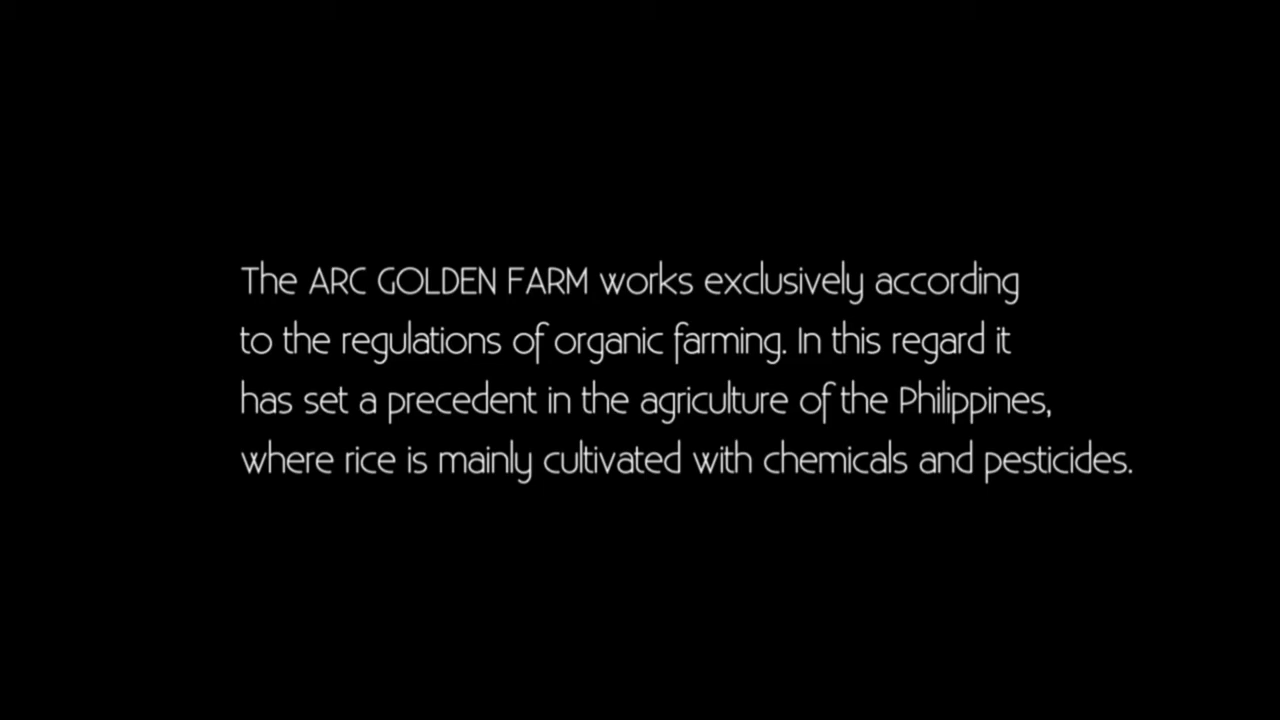 The ARC GOLDEN FARM works exclusively according
to the regulations of organic farming. In this regard it
has set a precedent in the agriculture of the Philippines,
where rice is mainly cultivated with chemicals and pesticides.